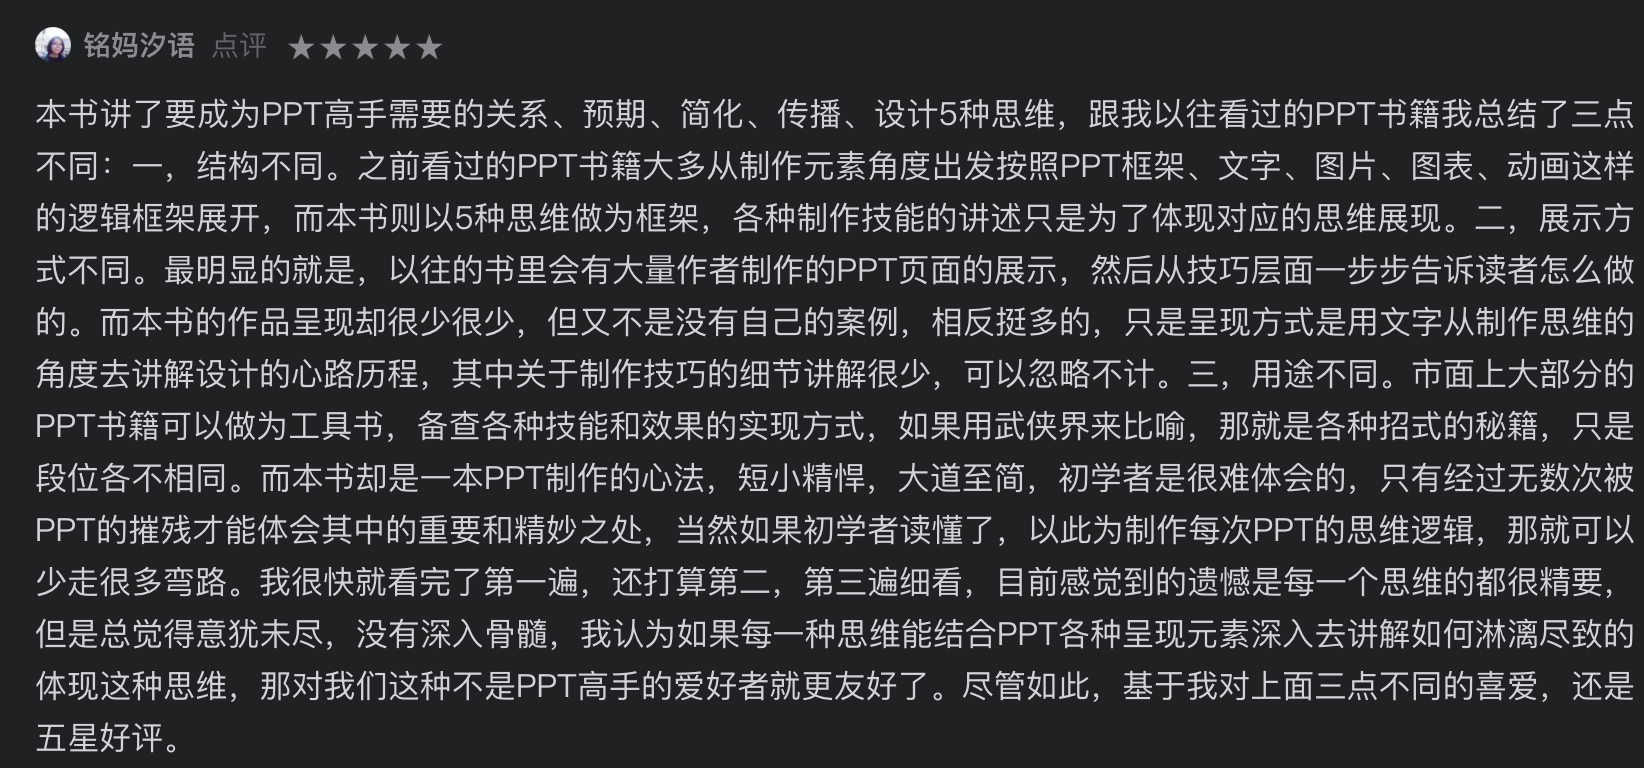 铭妈汐语 点评 ★★★★★
本书讲了要成为PPT高手需要的关系、预期、简化、传播、设计5种思维，跟我以往看过的PPT书籍我总结了三点
不同：一，结构不同。之前看过的PPT书籍大多从制作元素角度出发按照PPT框架、文字、图片、图表、动画这样
的逻辑框架展开，而本书则以5种思维做为框架，各种制作技能的讲述只是为了体现对应的思维展现。二，展示方
式不同。最明显的就是，以往的书里会有大量作者制作的PPT页面的展示，然后从技巧层面一步步告诉读者怎么做
的。而本书的作品呈现却很少很少，但又不是没有自己的案例，相反挺多的，只是呈现方式是用文字从制作思维的
角度去讲解设计的心路历程，其中关于制作技巧的细节讲解很少，可以忽略不计。三，用途不同。市面上大部分的
PPT书籍可以做为工具书，备查各种技能和效果的实现方式，如果用武侠界来比喻，那就是各种招式的秘籍，只是
段位各不相同。而本书却是一本PPT制作的心法，短小精悍，大道至简，初学者是很难体会的，只有经过无数次被
PPT的摧残才能体会其中的重要和精妙之处，当然如果初学者读懂了，以此为制作每次PPT的思维逻辑，那就可以
少走很多弯路。我很快就看完了第一遍，还打算第二，第三遍细看，目前感觉到的遗憾是每一个思维的都很精要，
但是总觉得意犹未尽，没有深入骨髓，我认为如果每一种思维能结合PPT各种呈现元素深入去讲解如何淋漓尽致的
体现这种思维，那对我们这种不是PPT高手的爱好者就更友好了。尽管如此，基于我对上面三点不同的喜爱，还是
五星好评。